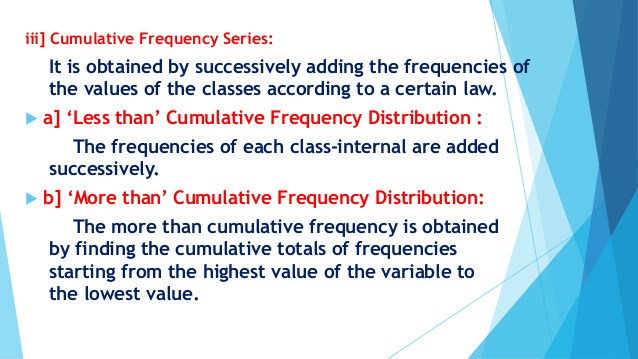 iii] Cumulative Frequency Series:
It is obtained by successively adding the frequencies of
the values of the classes according to a certain law.
a] ‘Less than’ Cumulative Frequency Distribution :
The frequencies of each class-internal are added
successively.
b] ‘More than’ Cumulative Frequency Distribution:
The more than cumulative frequency is obtained
by finding the cumulative totals of frequencies
starting from the highest value of the variable to
the lowest value.